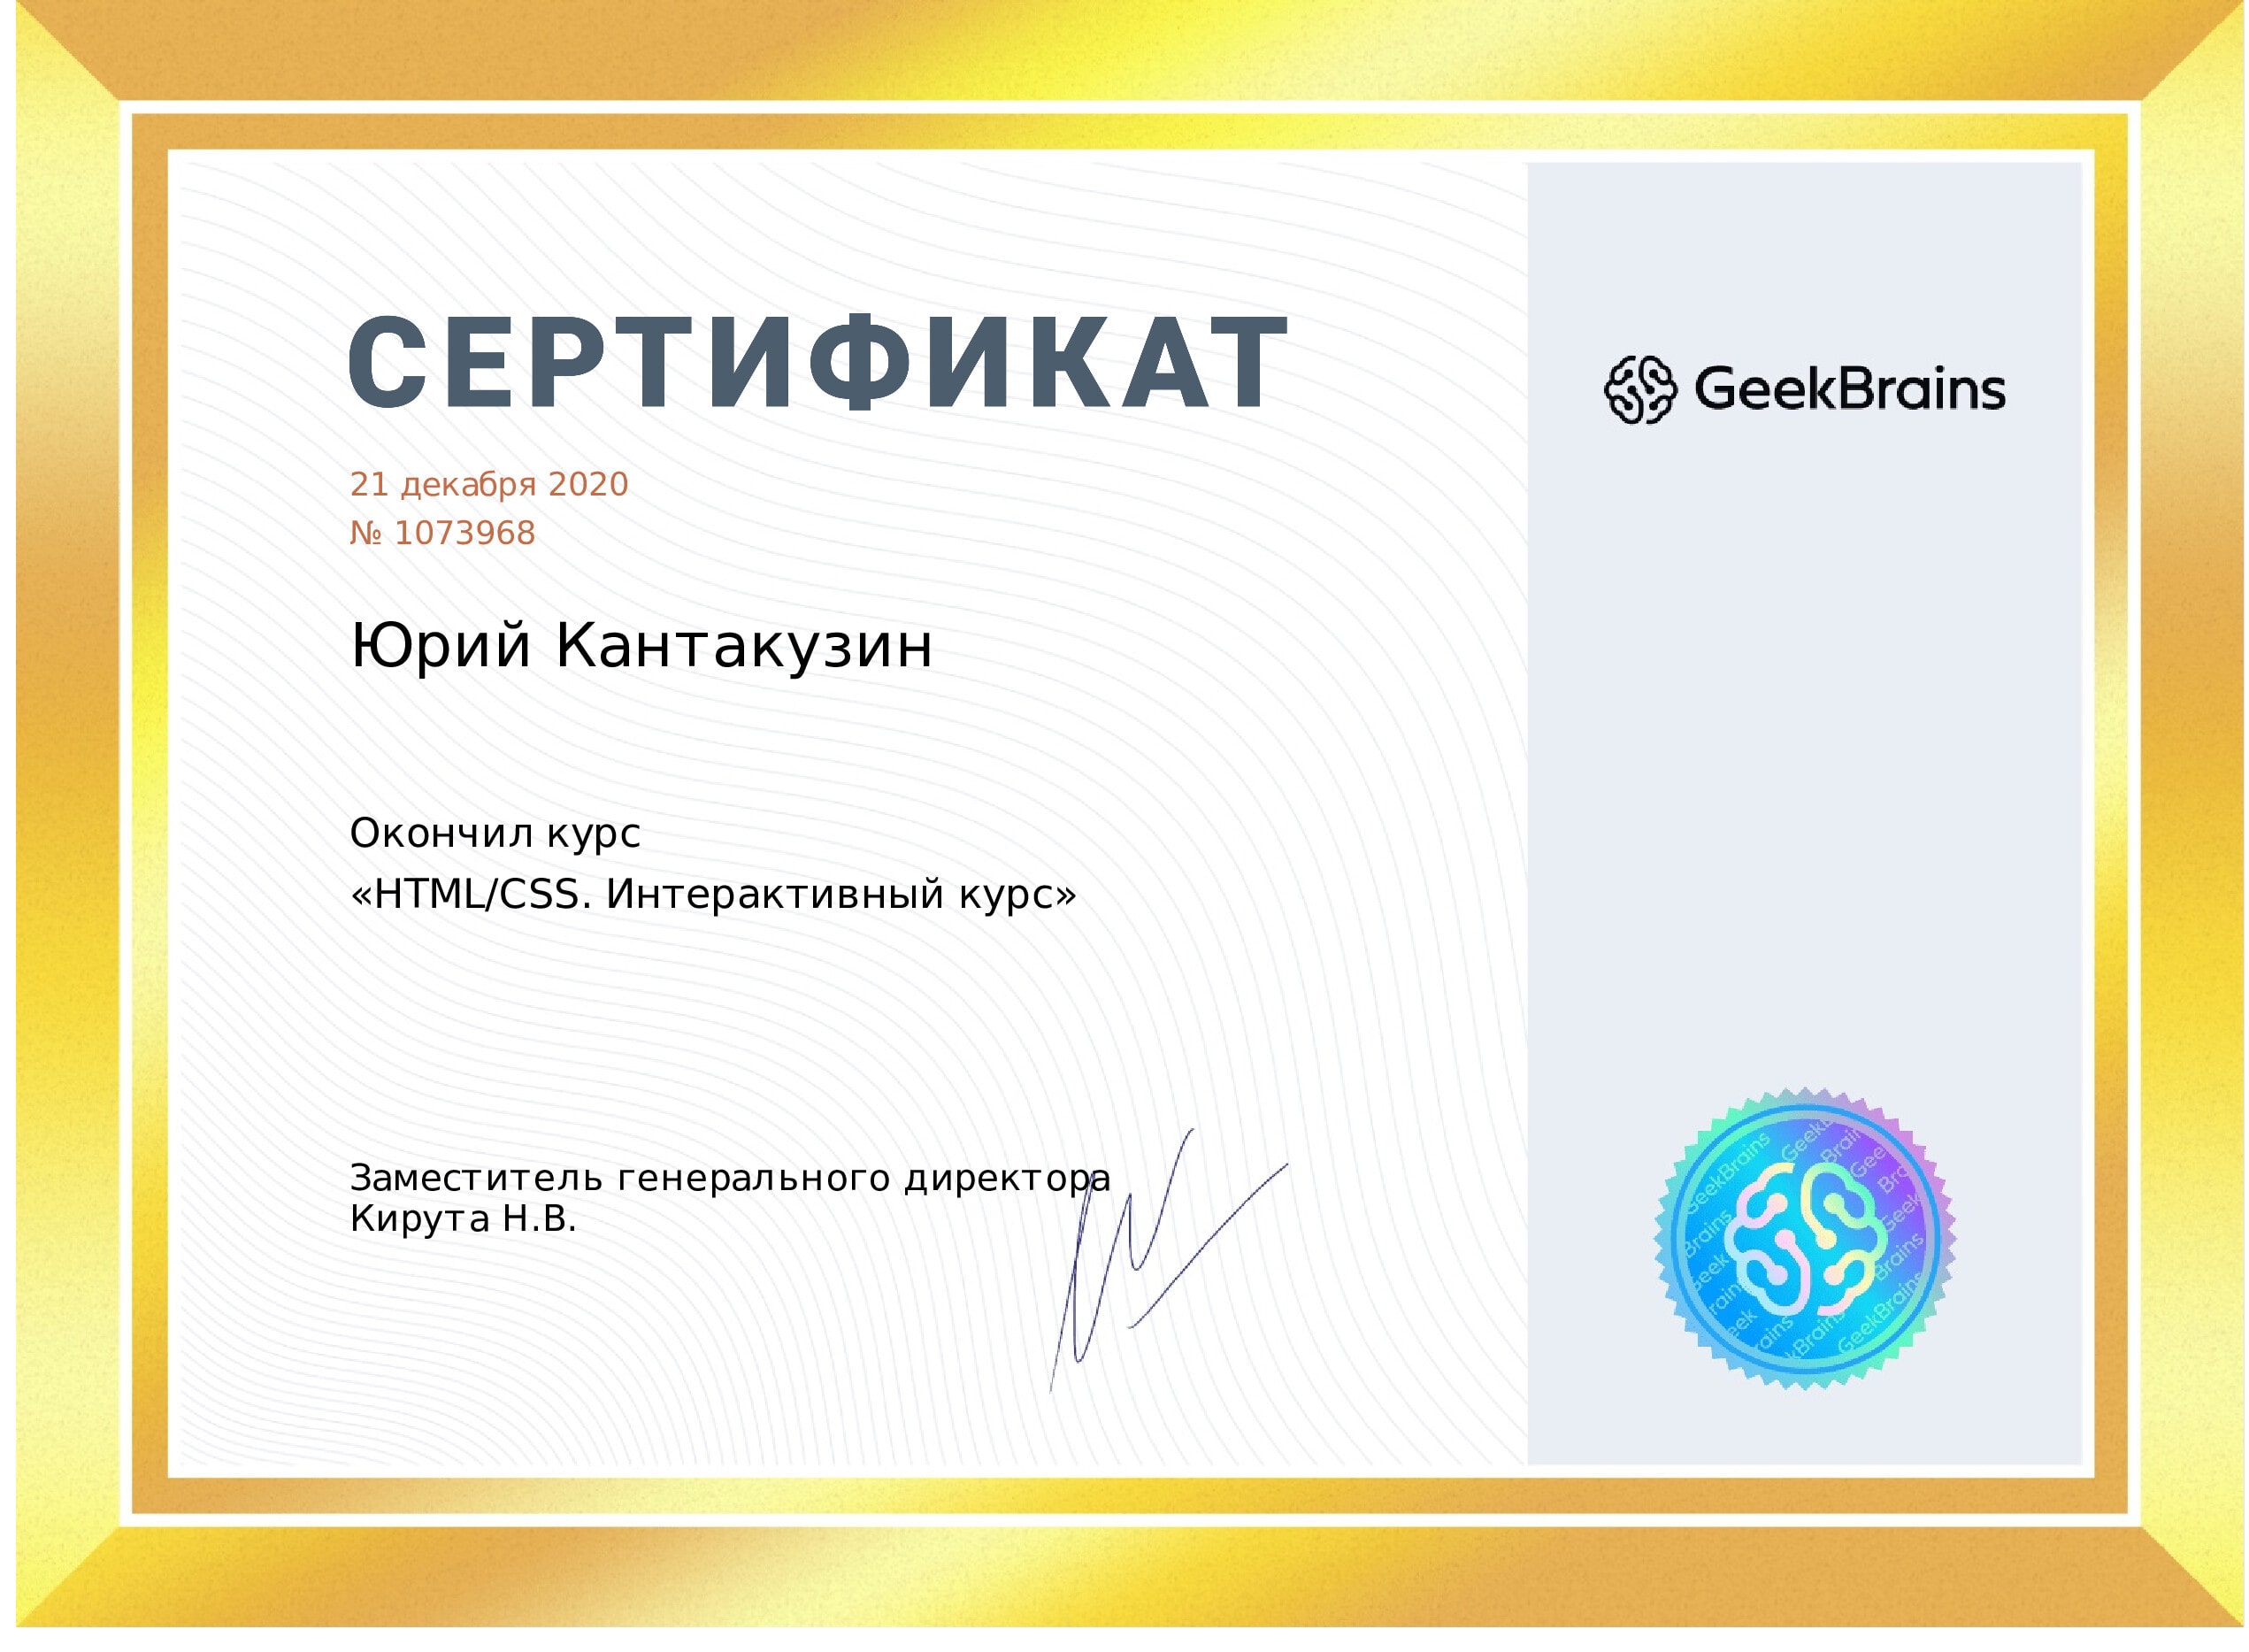 СЕРТИФИКАТ
GeekBrains
21 декабря 2020
№ 1073968
Юрий Кантакузин
Окончил курс
«HTML/CSS. Интерактивный курс»
Заместитель генерального директора
Кирута Н.В.
GeekBrains